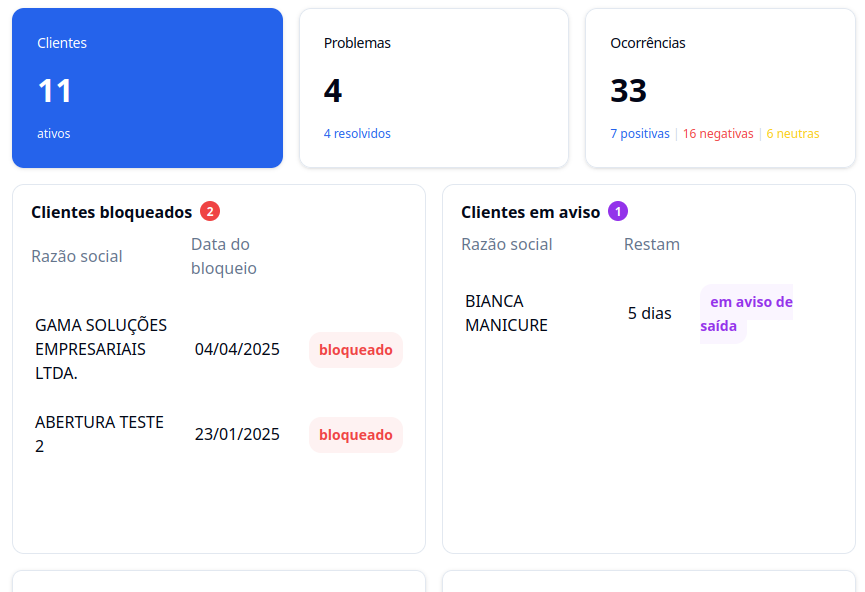 Clientes
11
ativos
Problemas
4
4 resolvidos
Ocorrências
33
7 positivas | 16 negativas | 6 neutras
Clientes bloqueados 2
Razão social
Data do
bloqueio
GAMA SOLUÇÕES
EMPRESARIAIS
LTDA.
04/04/2025
bloqueado
ABERTURA TESTE
2
23/01/2025
bloqueado
Clientes em aviso 1
Razão social
Restam
BIANCA
MANICURE
5 dias
em aviso de
saída